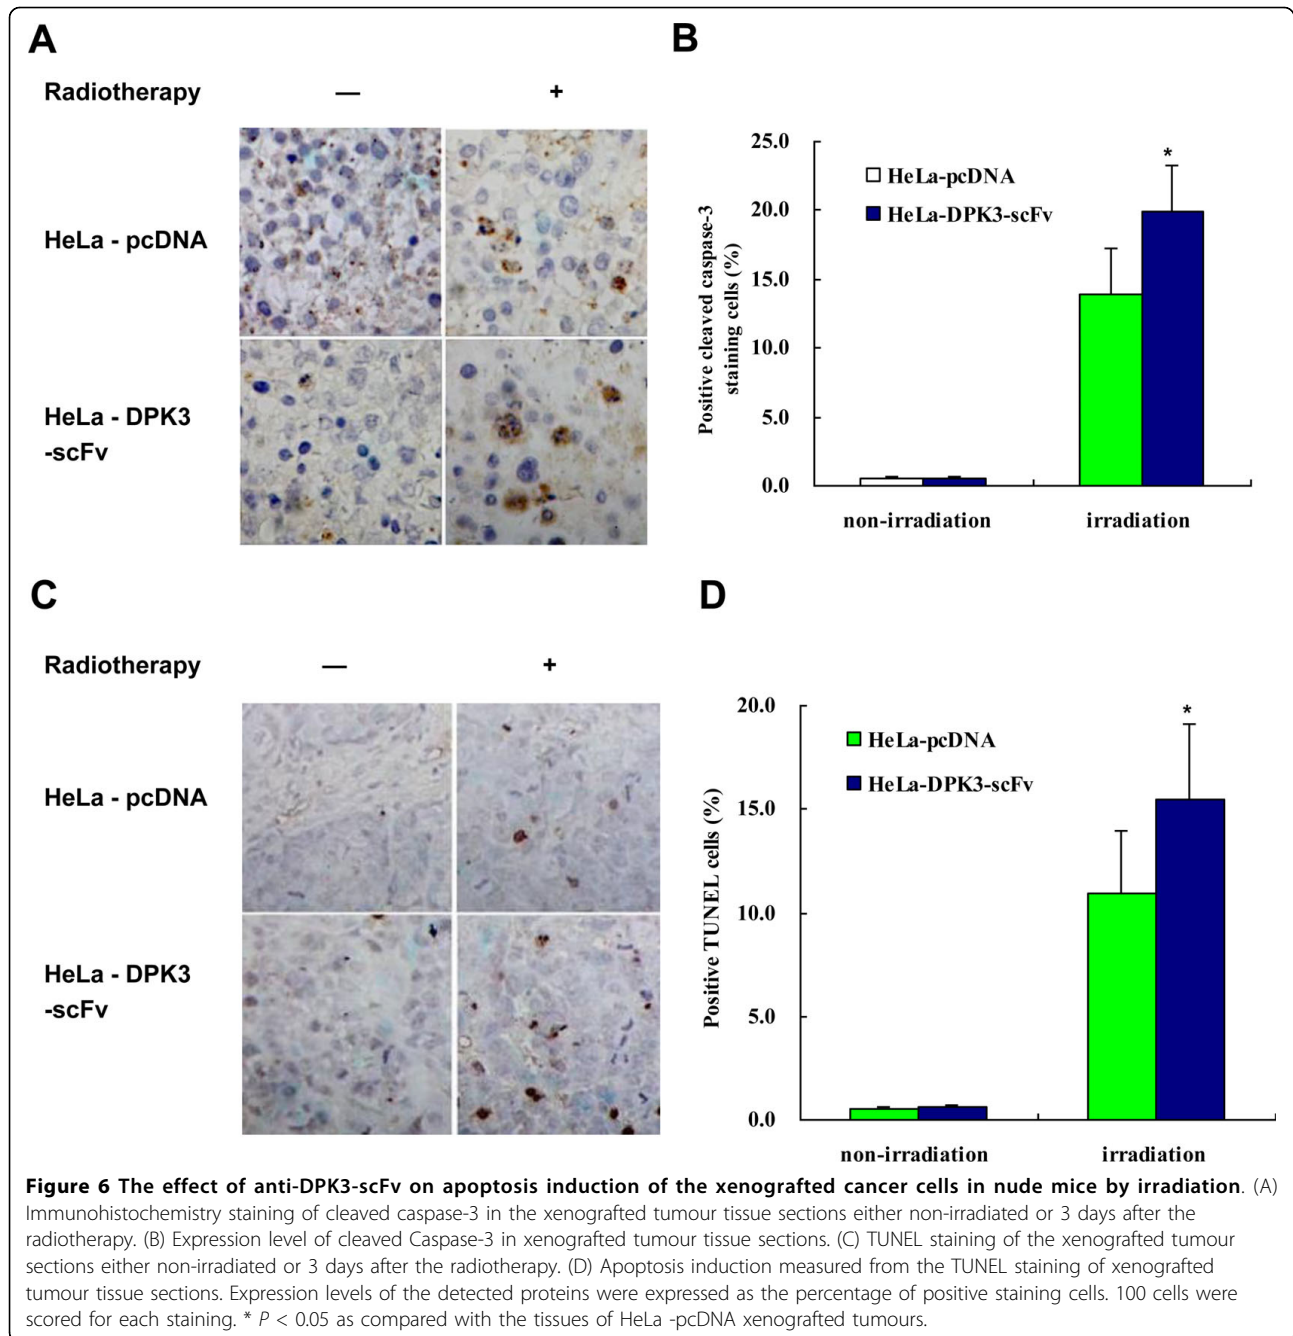 A
Radiotherapy — +
HeLa - pcDNA
HeLa - DPK3
-scFv
B
25.0
20.0
15.0
10.0
5.0
0.0
Positive cleaved caspase-3
staining cells (%)
HeLa-pcDNA
HeLa-DPK3-scFv
*
non-irradiation irradiation
C
Radiotherapy — +
HeLa - pcDNA
HeLa - DPK3
-scFv
D
20.0
15.0
10.0
5.0
0.0
Positive TUNEL cells (%)
HeLa-pcDNA
HeLa-DPK3-scFv
*
non-irradiation irradiation
Figure 6 The effect of anti-DPK3-scFv on apoptosis induction of the xenografted cancer cells in nude mice by irradiation. (A)
Immunohistochemistry staining of cleaved caspase-3 in the xenografted tumour tissue sections either non-irradiated or 3 days after the
radiotherapy. (B) Expression level of cleaved Caspase-3 in xenografted tumour tissue sections. (C) TUNEL staining of the xenografted tumour
sections either non-irradiated or 3 days after the radiotherapy. (D) Apoptosis induction measured from the TUNEL staining of xenografted
tumour tissue sections. Expression levels of the detected proteins were expressed as the percentage of positive staining cells. 100 cells were
scored for each staining. * P < 0.05 as compared with the tissues of HeLa -pcDNA xenografted tumours.